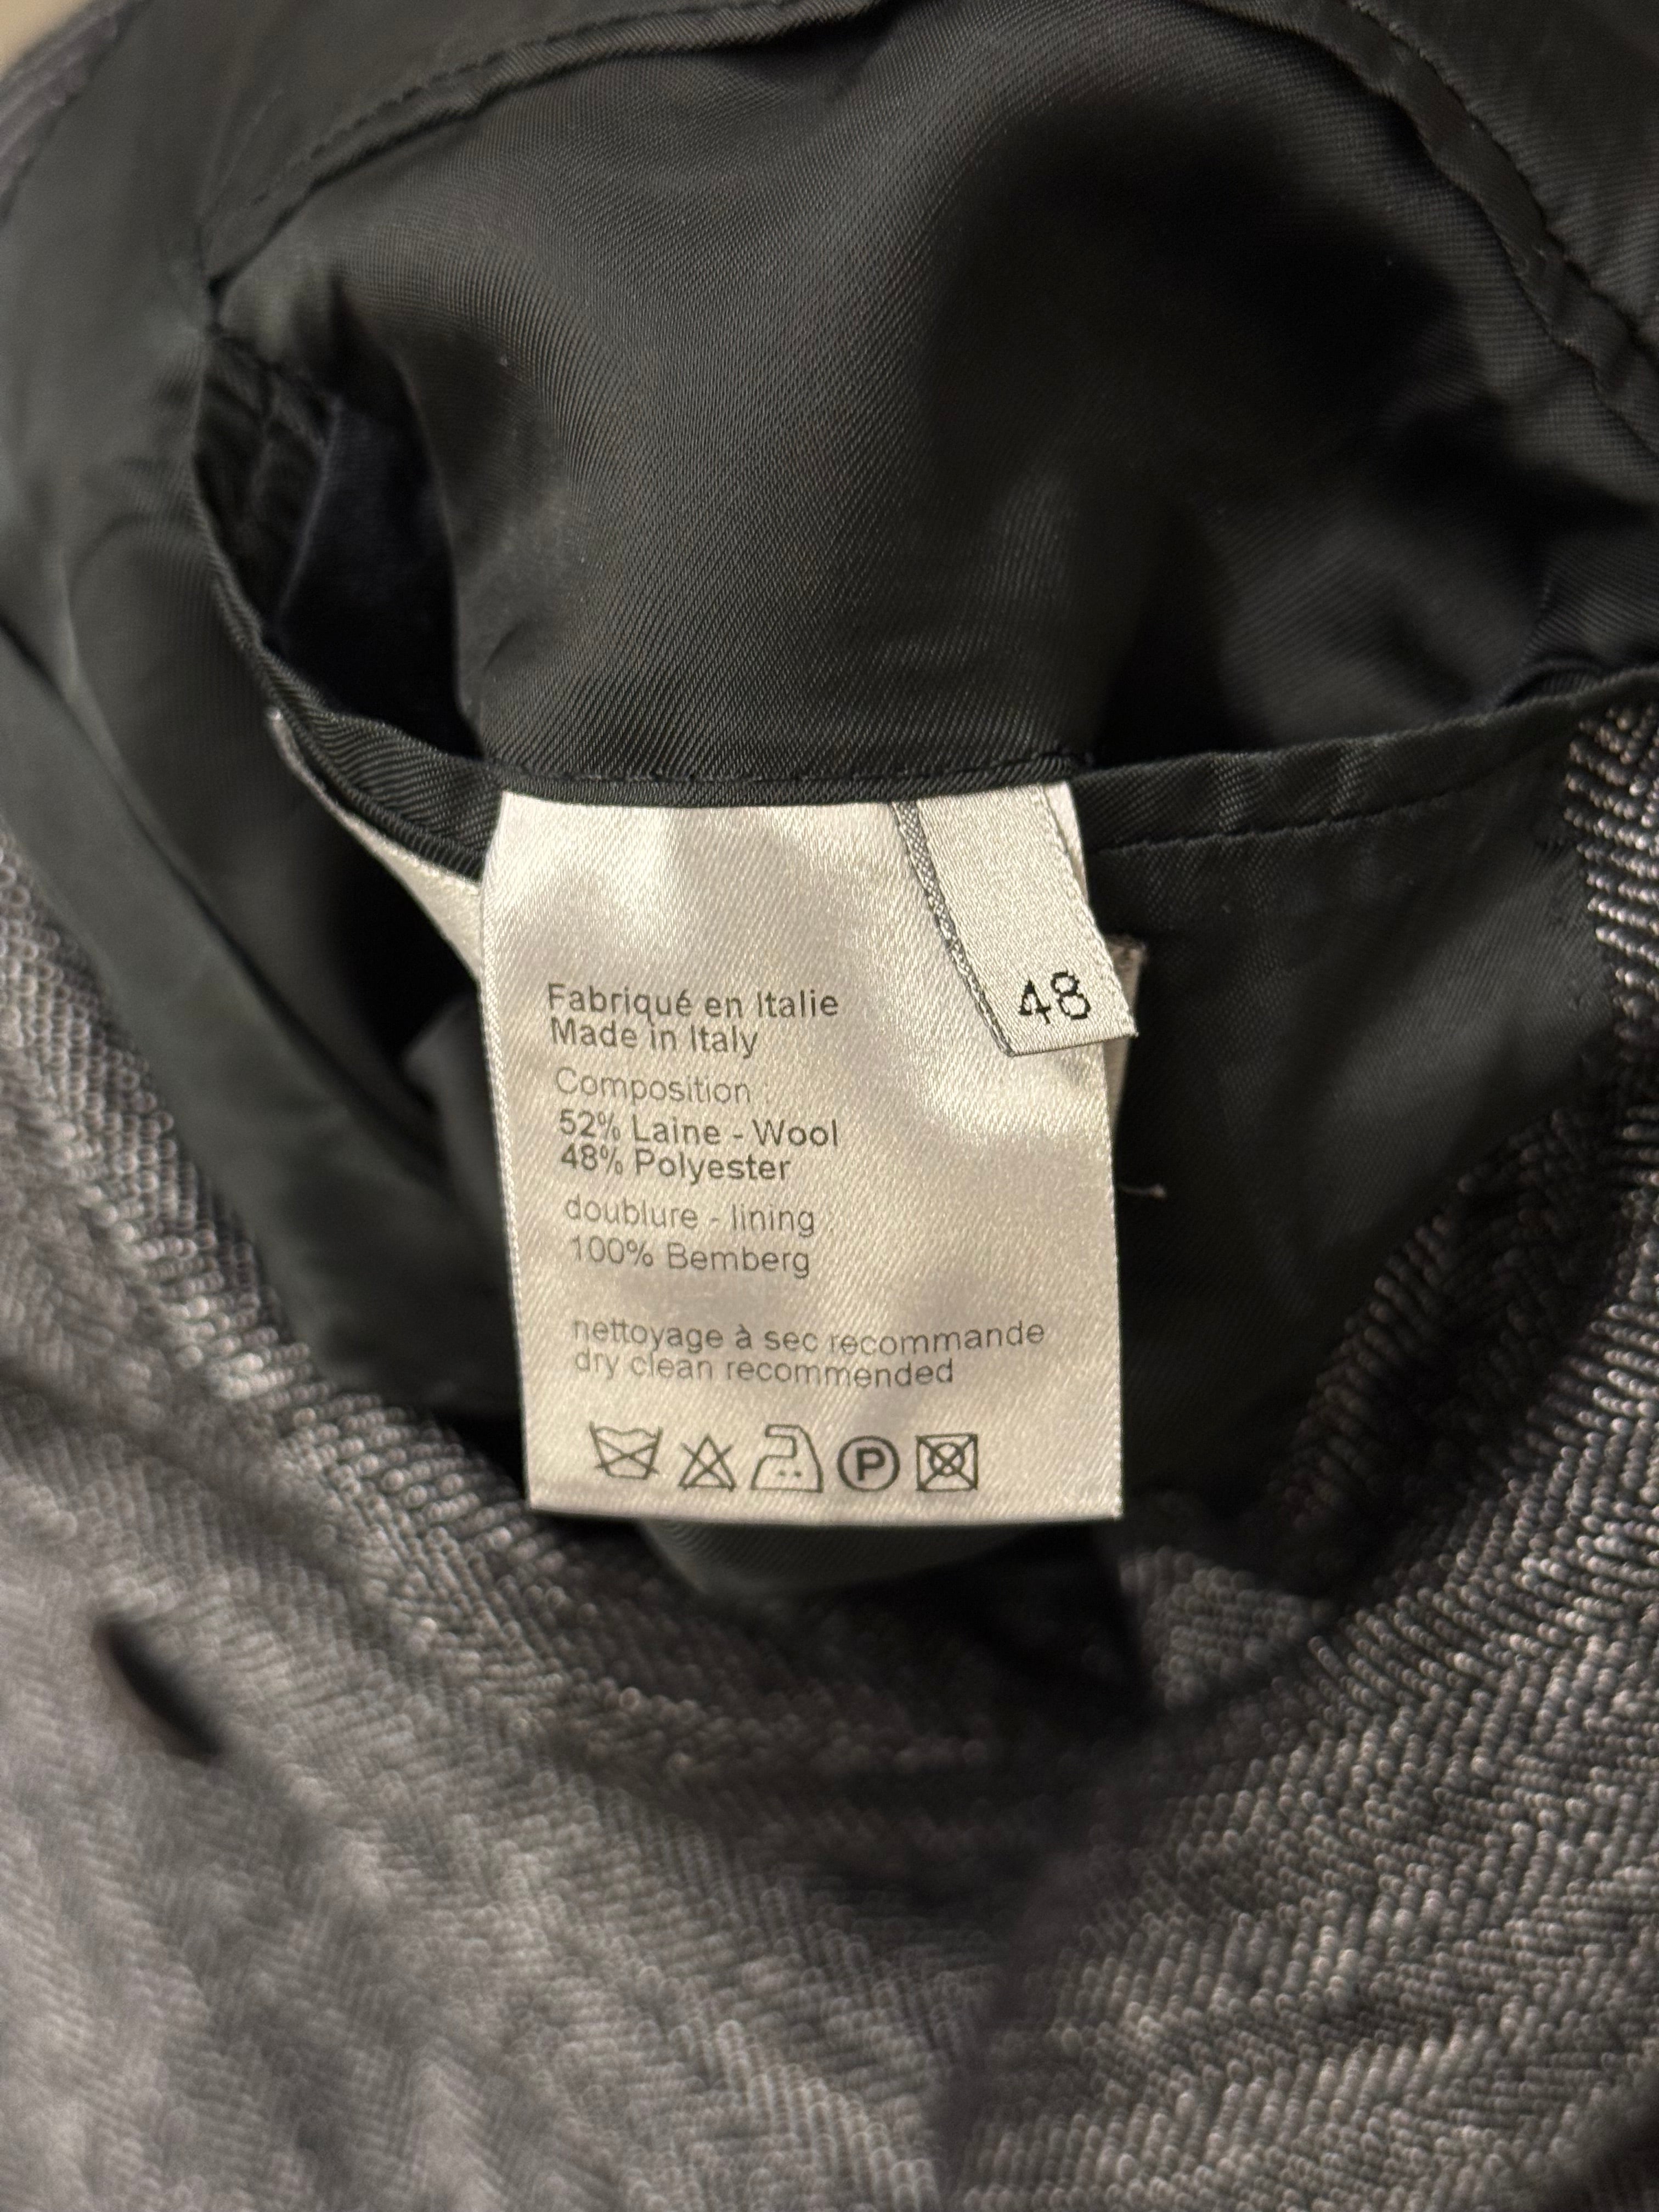 48
Fabriqué en Italie
Made in Italy
Composition :
52% Laine - Wool
48% Polyester
doublure - lining :
100% Bemberg
nettoyage à sec recommande
dry clean recommended
P